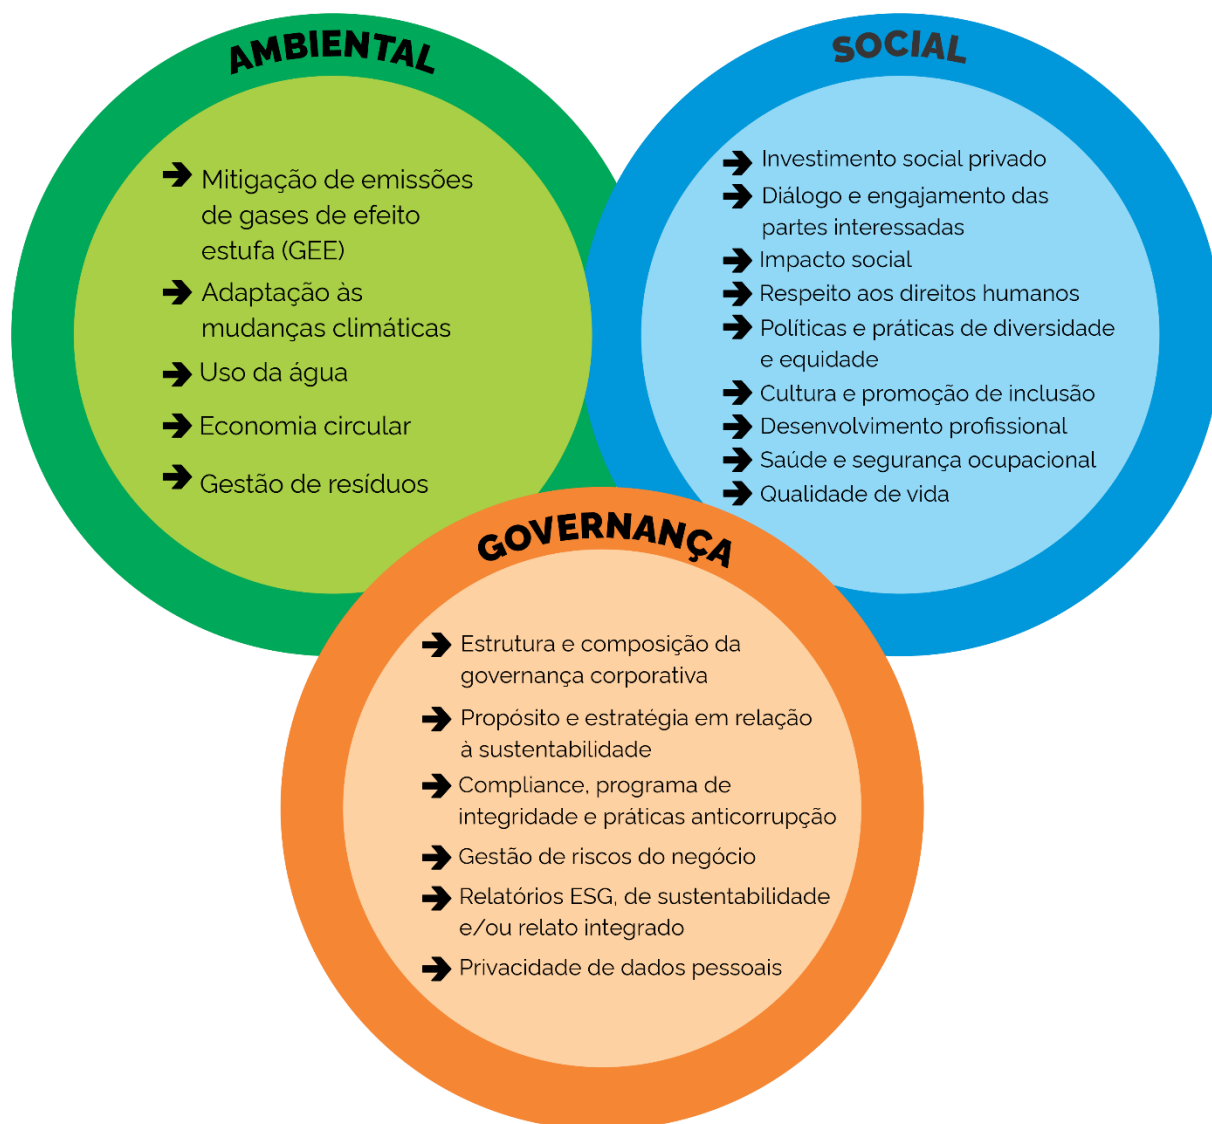 AMBIENTAL
Mitigação de emissões
de gases de efeito
estufa (GEE)
Adaptação às
mudanças climáticas
Uso da água
Economia circular
Gestão de resíduos
SOCIAL
Investimento social privado
Diálogo e engajamento das
partes interessadas
Impacto social
Respeito aos direitos humanos
Políticas e práticas de diversidade
e equidade
Cultura e promoção de inclusão
Desenvolvimento profissional
Saúde e segurança ocupacional
Qualidade de vida
GOVERNANÇA
Estrutura e composição da
governança corporativa
Propósito e estratégia em relação
à sustentabilidade
Compliance, programa de
integridade e práticas anticorrupção
Gestão de riscos do negócio
Relatórios ESG, de sustentabilidade
e/ou relato integrado
Privacidade de dados pessoais